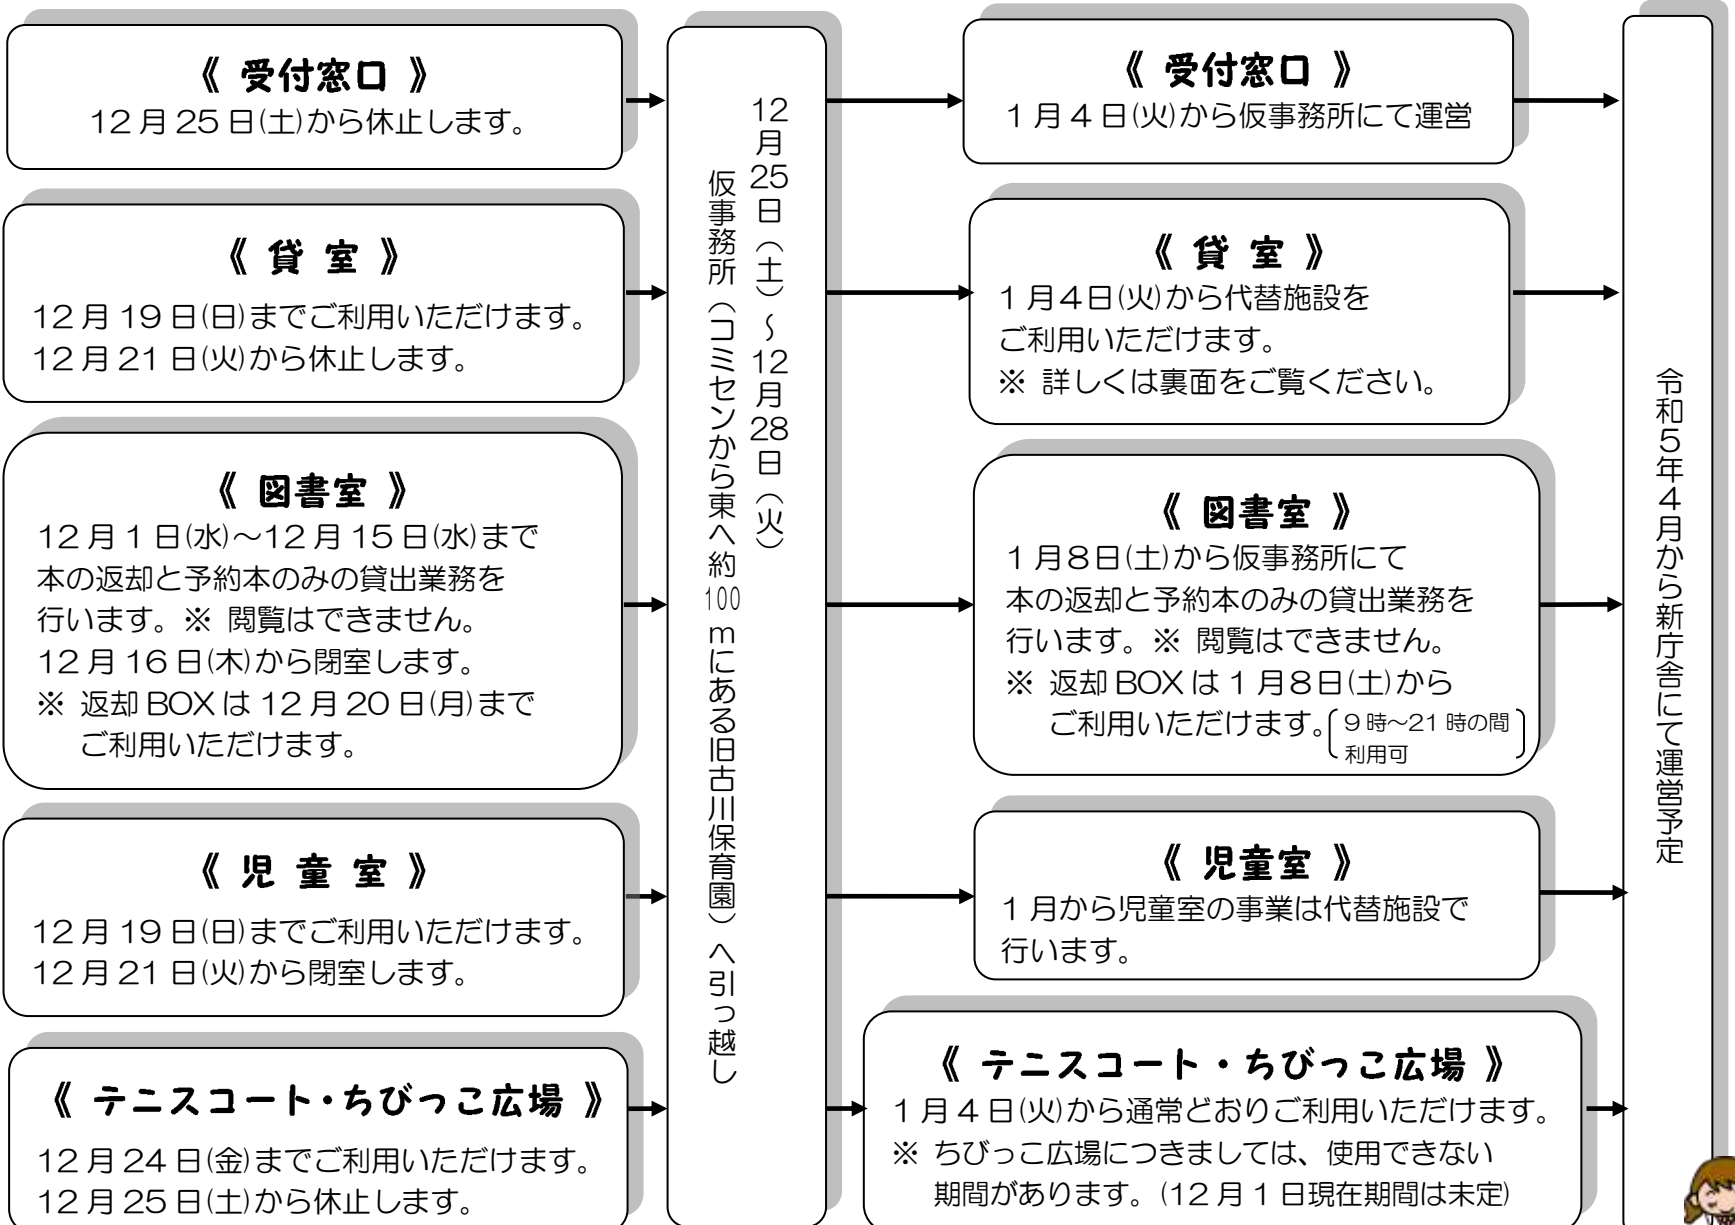 《 受付窓口 》
12月25日(土)から休止します。
《 貸 室 》
12月19日(日)までご利用いただけます。
12月21日(火)から休止します。
《 図書室 》
12月1日(水)～12月15日(水)まで
本の返却と予約本のみの貸出業務を
行います。※ 閲覧はできません。
12月16日(木)から閉室します。
※ 返却BOXは12月20日(月)まで
ご利用いただけます。
《 児 童 室 》
12月19日(日)までご利用いただけます。
12月21日(火)から閉室します。
《 テニスコート・ちびっこ広場 》
12月24日(金)までご利用いただけます。
12月25日(土)から休止します。
12月25日(土)～12月28日(火)
仮事務所(コミセンから東へ約100mにある旧古川保育園)へ引っ越し
《 受付窓口 》
1月4日(火)から仮事務所にて運営
《 貸 室 》
1月4日(火)から代替施設を
ご利用いただけます。
※ 詳しくは裏面をご覧ください。
《 図書室 》
1月8日(土)から仮事務所にて
本の返却と予約本のみの貸出業務を
行います。※ 閲覧はできません。
※ 返却BOXは1月8日(土)から
ご利用いただけます。
9時～21時の間
利用可
《 児童室 》
1月から児童室の事業は代替施設で
行います。
《 テニスコート・ちびっこ広場 》
1月4日(火)から通常どおりご利用いただけます。
※ ちびっこ広場につきましては、使用できない
期間があります。(12月1日現在期間は未定)
令和5年4月から新庁舎にて運営予定